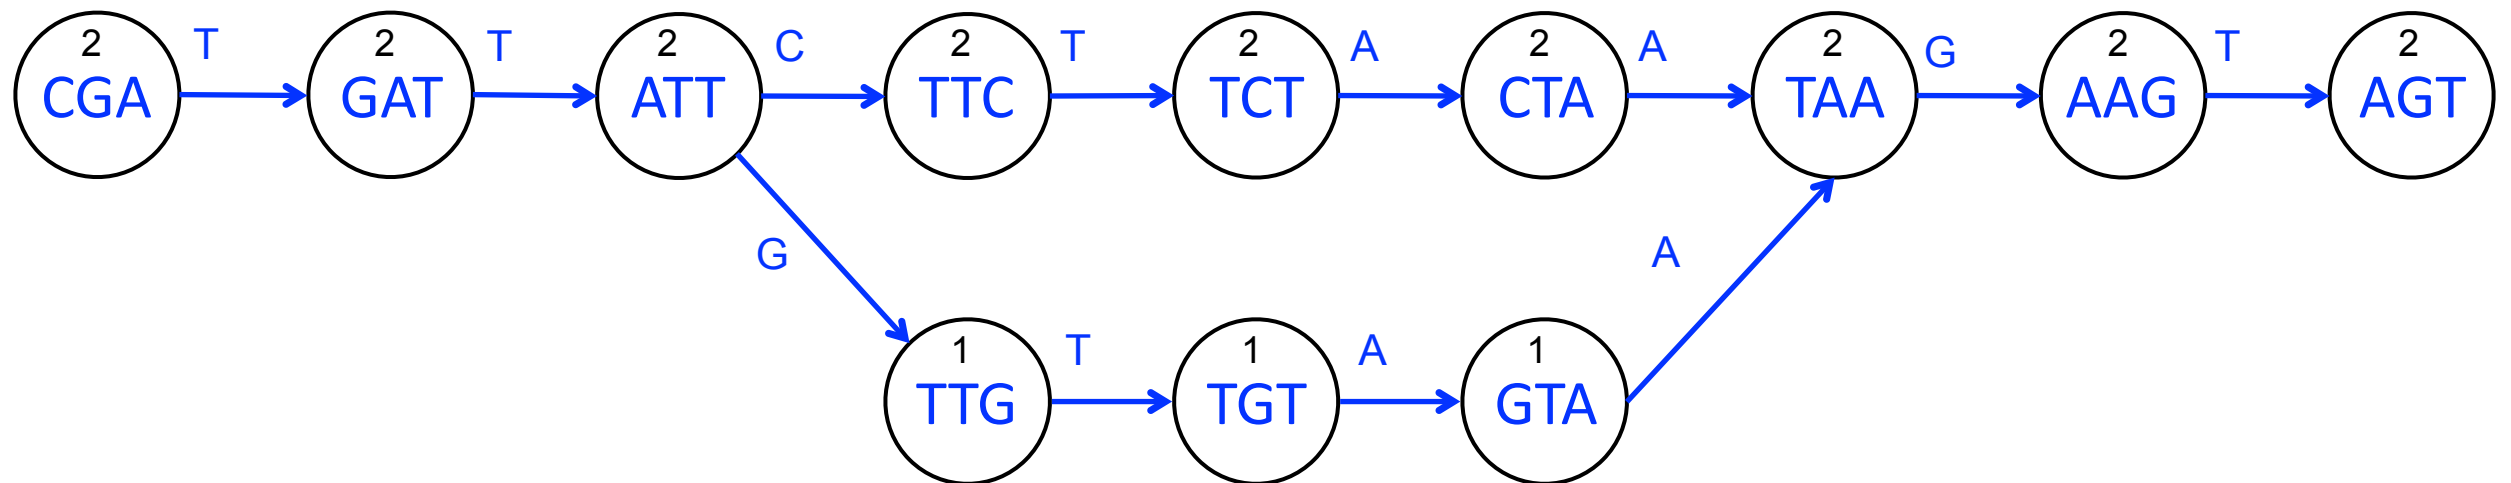 T T C T A A G T
2 2 2 2 2 2 2 2 2
CGA GAT ATT TTC TCT CTA TAA AAG AGT
G A
T A
1 1 1
TTG TGT GTA